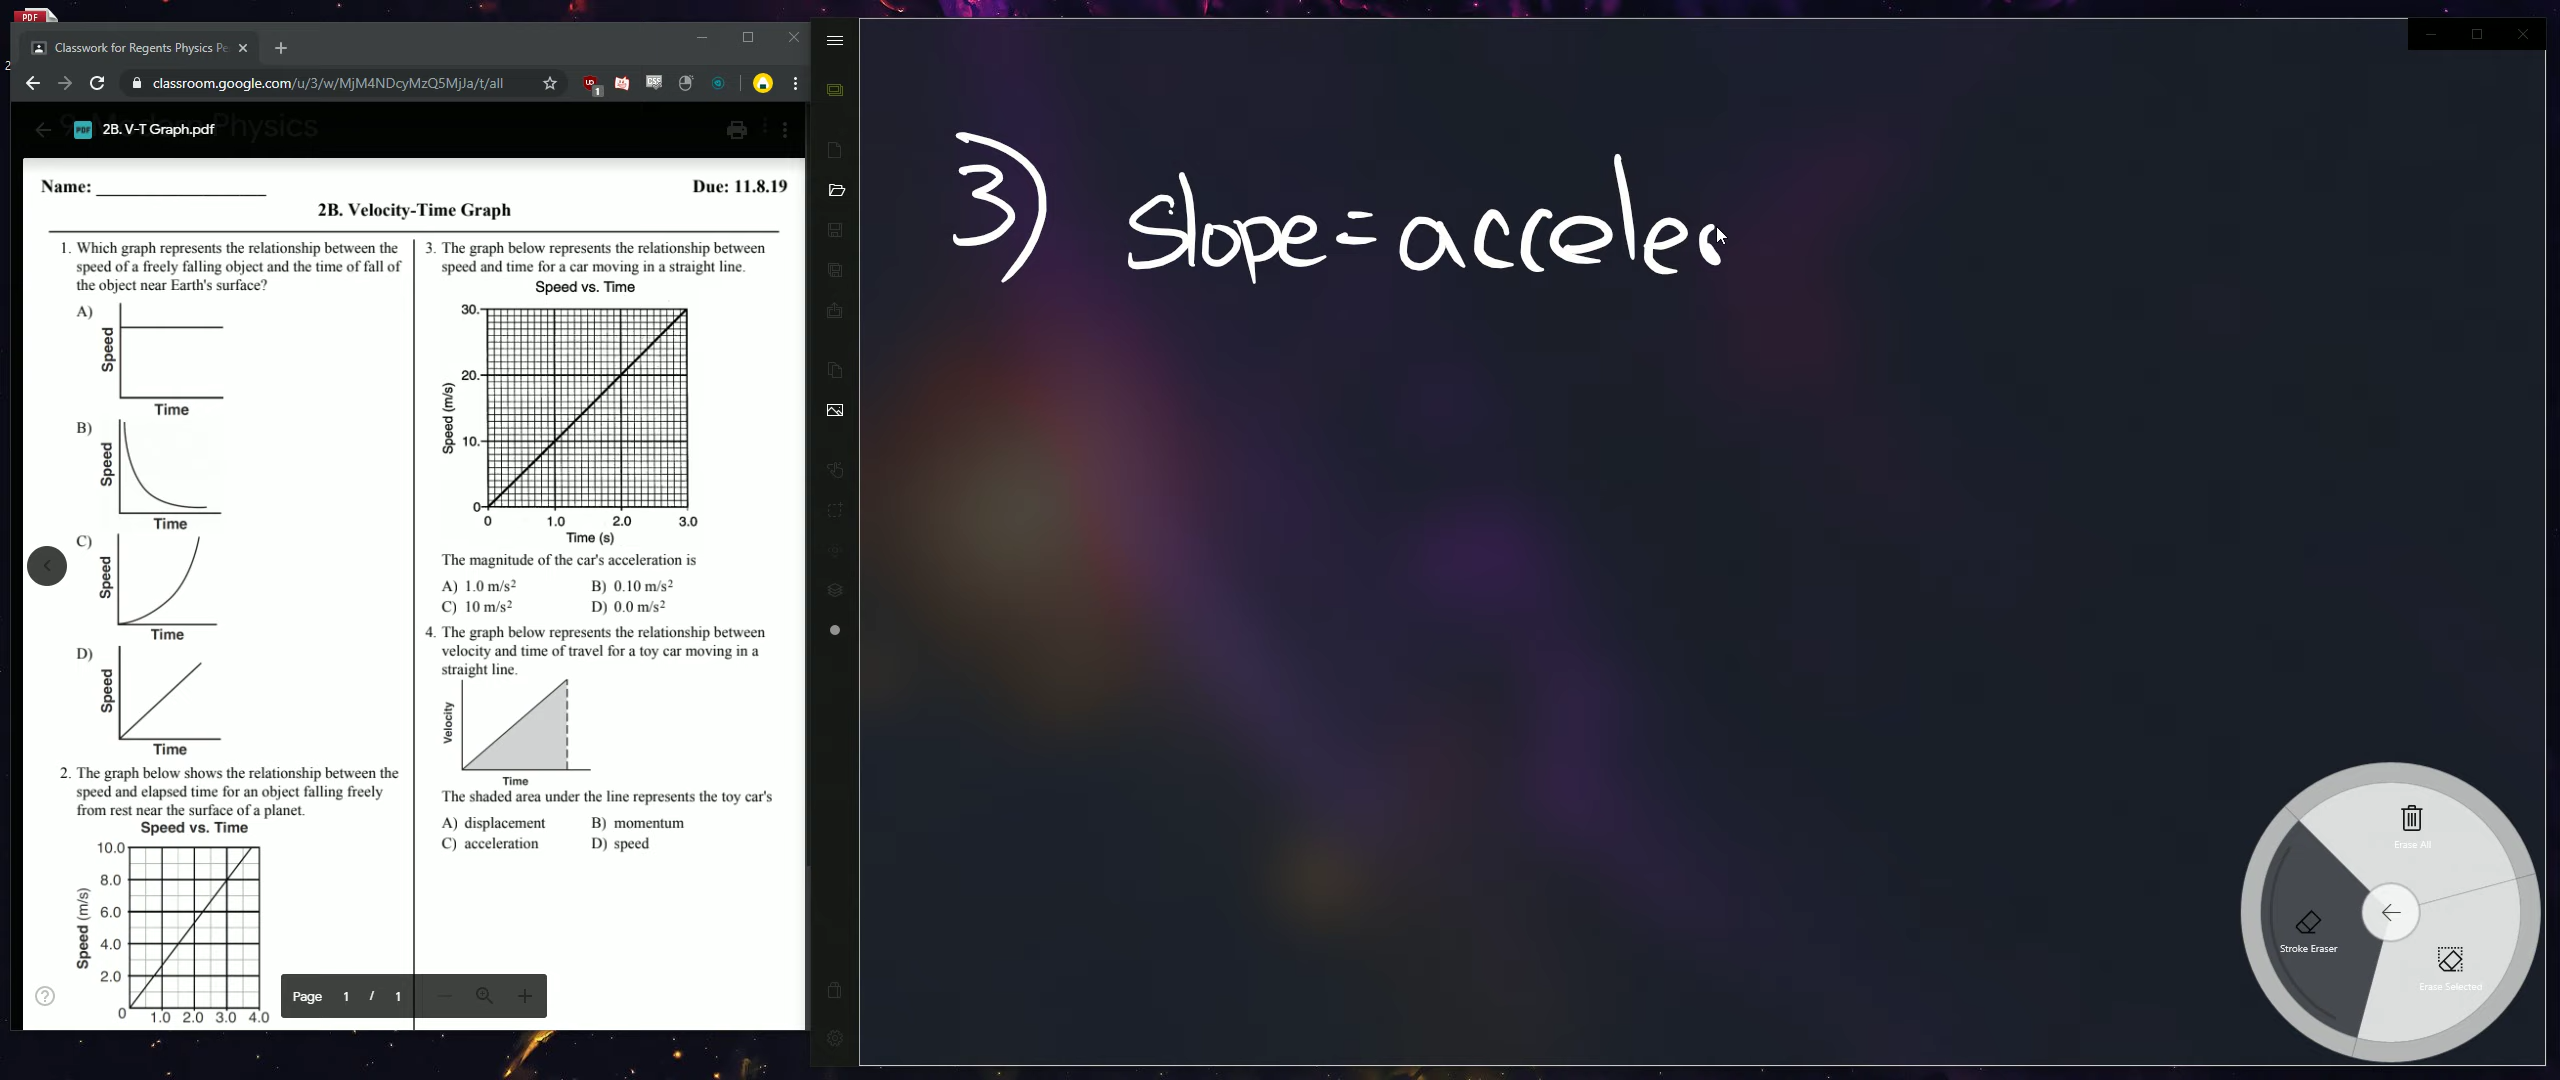 PDF
2
Classwork for Regents Physics Pe
classroom.google.com/u/3/w/MjM4NDcyMzQ5MjJa/t/all
1
PDF 2B. V-T Graph.pdf
Physics
Name: ____________________ Due: 11.8.19
2B. Velocity-Time Graph
1. Which graph represents the relationship between the
speed of a freely falling object and the time of fall of
the object near Earth's surface?
A)
Speed
Time
B)
Speed
Time
C)
Speed
Time
D)
Speed
Time
2. The graph below shows the relationship between the
speed and elapsed time for an object falling freely
from rest near the surface of a planet.
Speed vs. Time
10.0
8.0
6.0
4.0
2.0
0
Speed (m/s)
1.0 2.0 3.0 4.0
3. The graph below represents the relationship between
speed and time for a car moving in a straight line.
Speed vs. Time
30.
20.
10.
0
Speed (m/s)
0 1.0 2.0 3.0
Time (s)
The magnitude of the car's acceleration is
A) 1.0 m/s² B) 0.10 m/s²
C) 10 m/s² D) 0.0 m/s²
4. The graph below represents the relationship between
velocity and time of travel for a toy car moving in a
straight line.
Velocity
Time
The shaded area under the line represents the toy car's
A) displacement B) momentum
C) acceleration D) speed
Page 1 / 1
3) Slope = acceler
Erase All
Stroke Eraser
Erase Selected